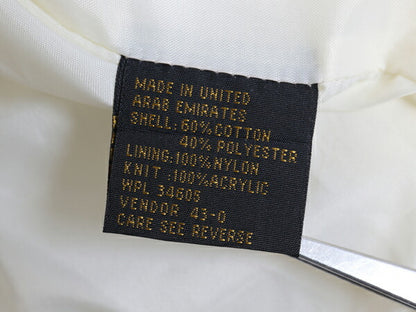 MADE IN UNITED
ARAB EMIRATES
SHELL: 60% COTTON
40% POLYESTER
LINING: 100% NYLON
KNIT : 100% ACRYLIC
WPL 34605
VENDOR 43-0
CARE SEE REVERSE